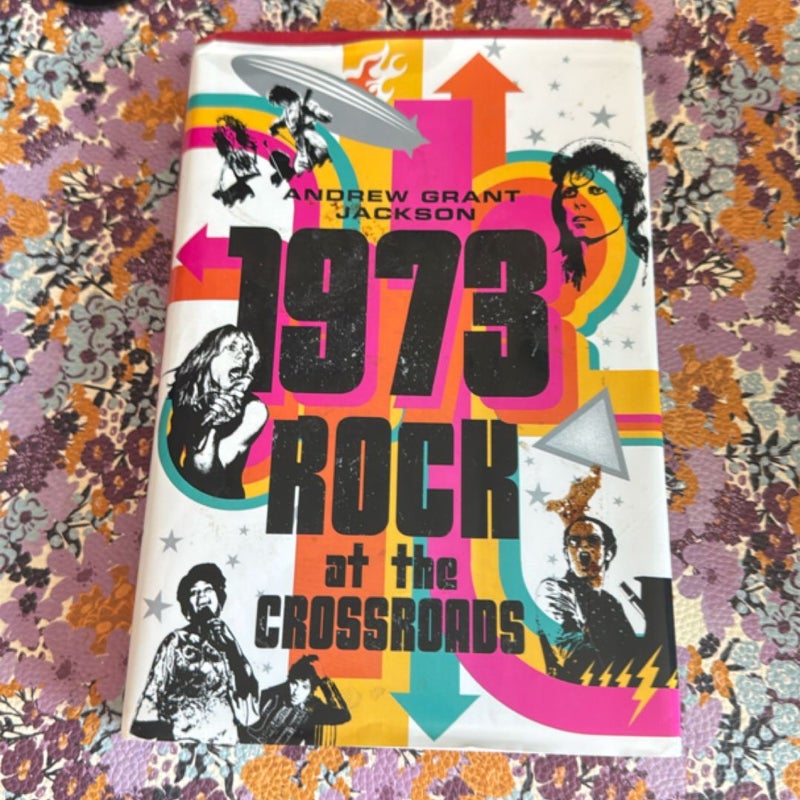 ANDREW GRANT
JACKSON
1973
ROCK
at the
CROSSROADS